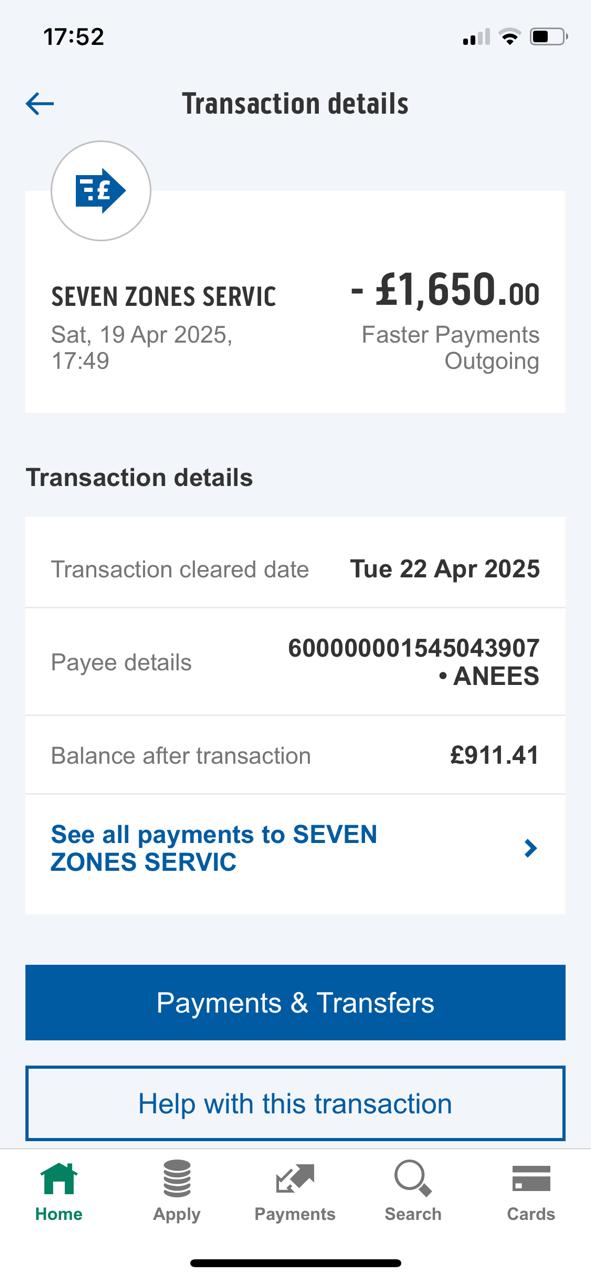 17:52
Transaction details
SEVEN ZONES SERVIC
- £1,650.00
Sat, 19 Apr 2025,
17:49
Faster Payments
Outgoing
Transaction details
Transaction cleared date
Tue 22 Apr 2025
Payee details
600000001545043907
• ANEES
Balance after transaction
£911.41
See all payments to SEVEN
ZONES SERVIC
Payments & Transfers
Help with this transaction
Home
Apply
Payments
Search
Cards